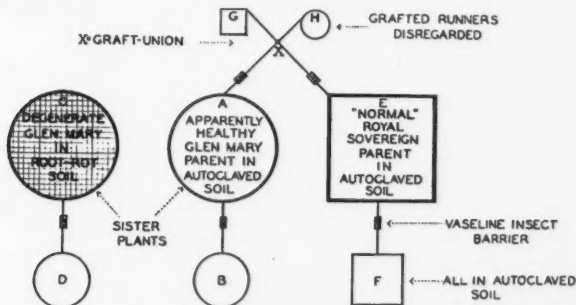 G
H
GRAFTED RUNNERS
DISREGARDED
X= GRAFT-UNION
X
C
DEGENERATE
GLEN MARY
IN
ROOT-ROT
SOIL
A
APPARENTLY
HEALTHY
GLEN MARY
PARENT IN
AUTOCLAVED
SOIL
E
"NORMAL"
ROYAL
SOVEREIGN
PARENT
IN
AUTOCLAVED
SOIL
SISTER
PLANTS
VASELINE INSECT
BARRIER
D
B
F
ALL IN AUTOCLAVED
SOIL